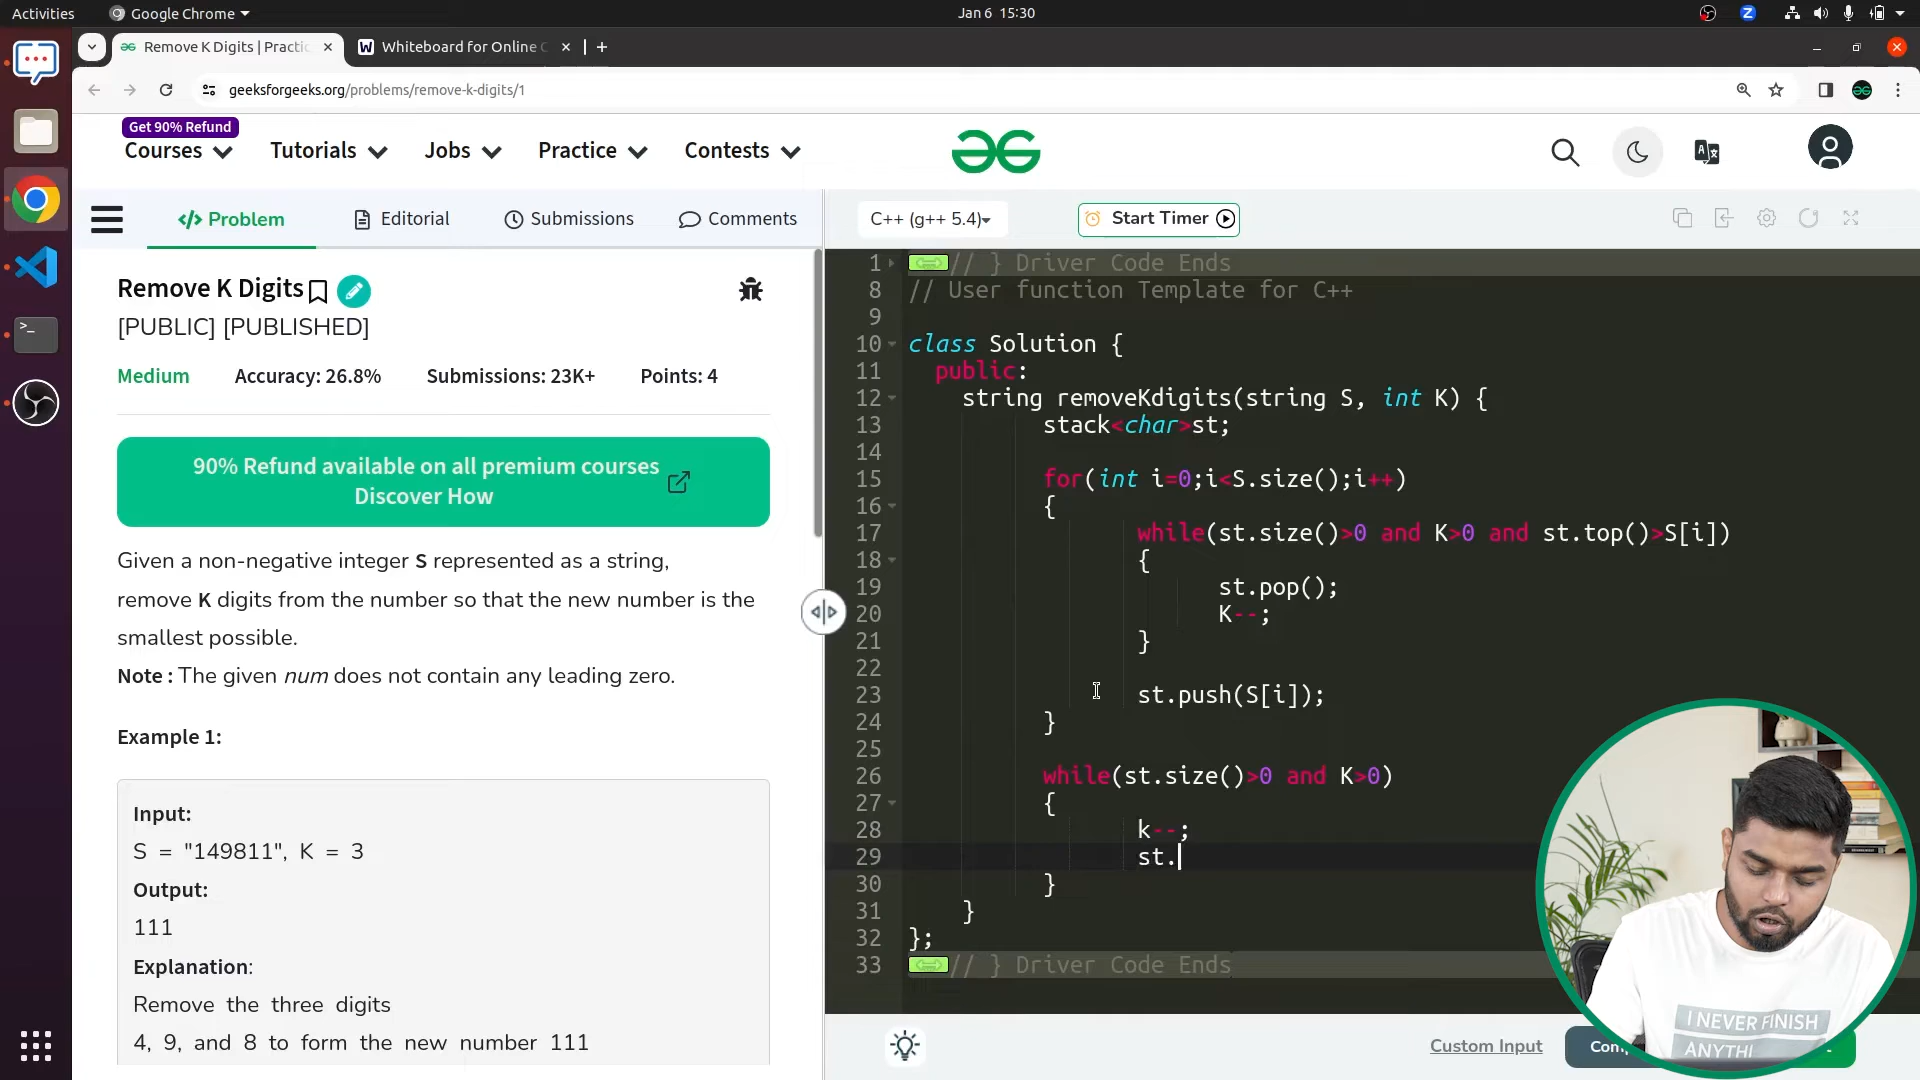 Activities
Google Chrome
Jan 6 15:30
Z
Remove K Digits | Practic
W Whiteboard for Online C
geeksforgeeks.org/problems/remove-k-digits/1
Get 90% Refund
Courses
Tutorials
Jobs
Practice
Contests
</> Problem
Editorial
Submissions
Comments
C++ (g++ 5.4)
Start Timer
Remove K Digits
[PUBLIC] [PUBLISHED]
Medium
Accuracy: 26.8%
Submissions: 23K+
Points: 4
90% Refund available on all premium courses
Discover How
Given a non-negative integer S represented as a string,
remove K digits from the number so that the new number is the
smallest possible.
Note : The given num does not contain any leading zero.
Example 1:
Input:
S = "149811", K = 3
Output:
111
Explanation:
Remove the three digits
4, 9, and 8 to form the new number 111
1 // } Driver Code Ends
8 // User function Template for C++
9
10 class Solution {
11 public:
12 string removeKdigits(string S, int K) {
13 stack<char>st;
14
15 for(int i=0;i<S.size();i++)
16 {
17 while(st.size()>0 and K>0 and st.top()>S[i])
18 {
19 st.pop();
20 K--;
21 }
22
23 st.push(S[i]);
24 }
25
26 while(st.size()>0 and K>0)
27 {
28 k--;
29 st.
30 }
31 }
32 };
33 // } Driver Code Ends
Custom Input
I NEVER FINISH
ANYTHI